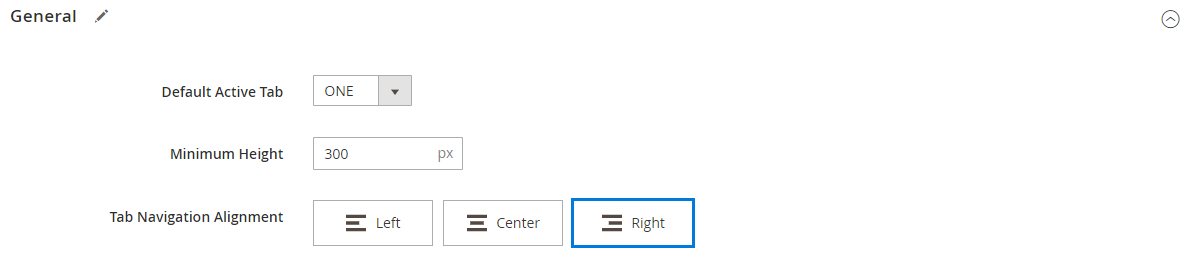 General
Default Active Tab ONE
Minimum Height 300 px
Tab Navigation Alignment Left Center Right